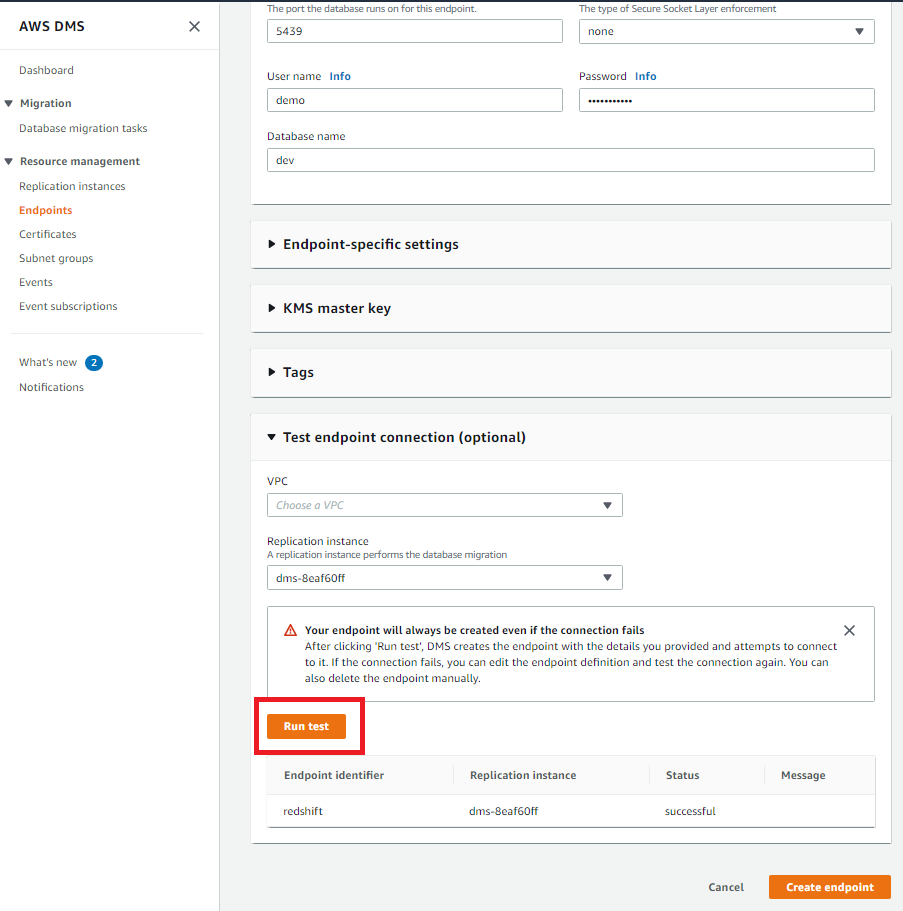 AWS DMS
Dashboard
Migration
Database migration tasks
Resource management
Replication instances
Endpoints
Certificates
Subnet groups
Events
Event subscriptions
What's new 2
Notifications
The port the database runs on for this endpoint.
5439
The type of Secure Socket Layer enforcement
none
User name Info
demo
Password Info
•••••••••••
Database name
dev
Endpoint-specific settings
KMS master key
Tags
Test endpoint connection (optional)
VPC
Choose a VPC
Replication instance
A replication instance performs the database migration
dms-8eaf60ff
Your endpoint will always be created even if the connection fails
After clicking 'Run test', DMS creates the endpoint with the details you provided and attempts to connect
to it. If the connection fails, you can edit the endpoint definition and test the connection again. You can
also delete the endpoint manually.
Run test
Endpoint identifier Replication instance Status Message
redshift dms-8eaf60ff successful
Cancel Create endpoint